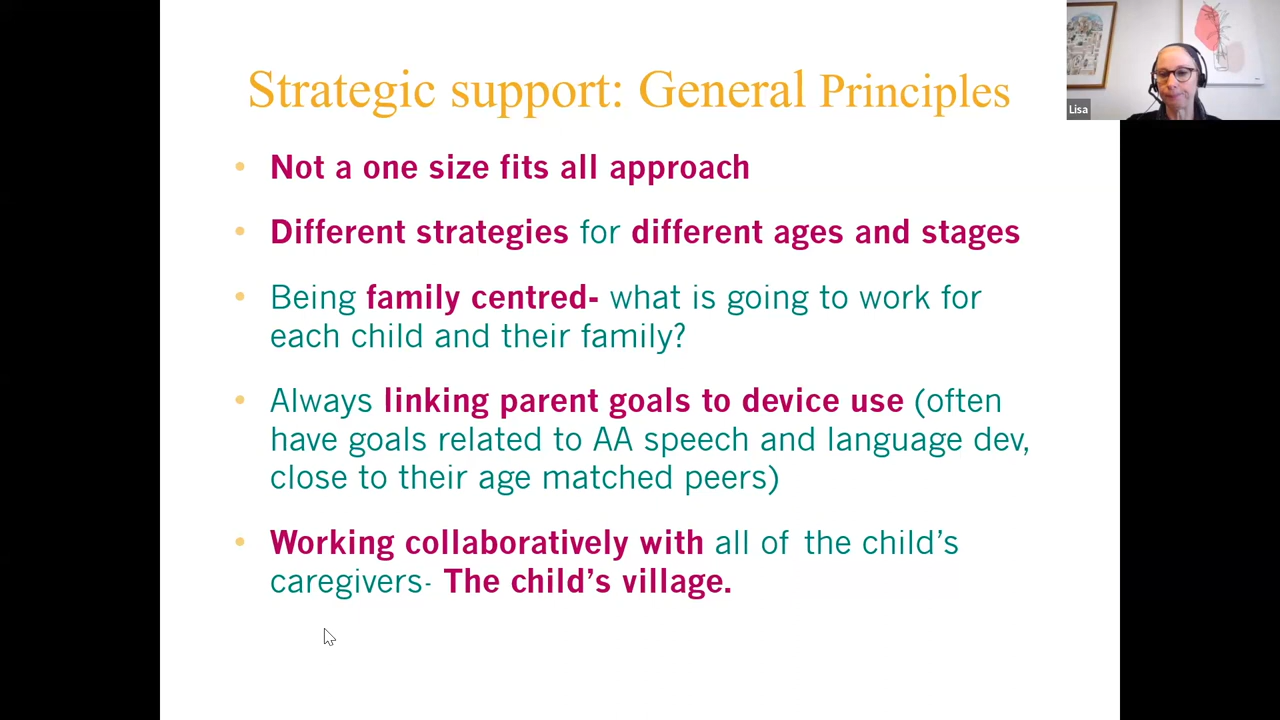 Strategic support: General Principles
• Not a one size fits all approach
• Different strategies for different ages and stages
• Being family centred- what is going to work for
each child and their family?
• Always linking parent goals to device use (often
have goals related to AA speech and language dev,
close to their age matched peers)
• Working collaboratively with all of the child's
caregivers- The child's village.
Lisa